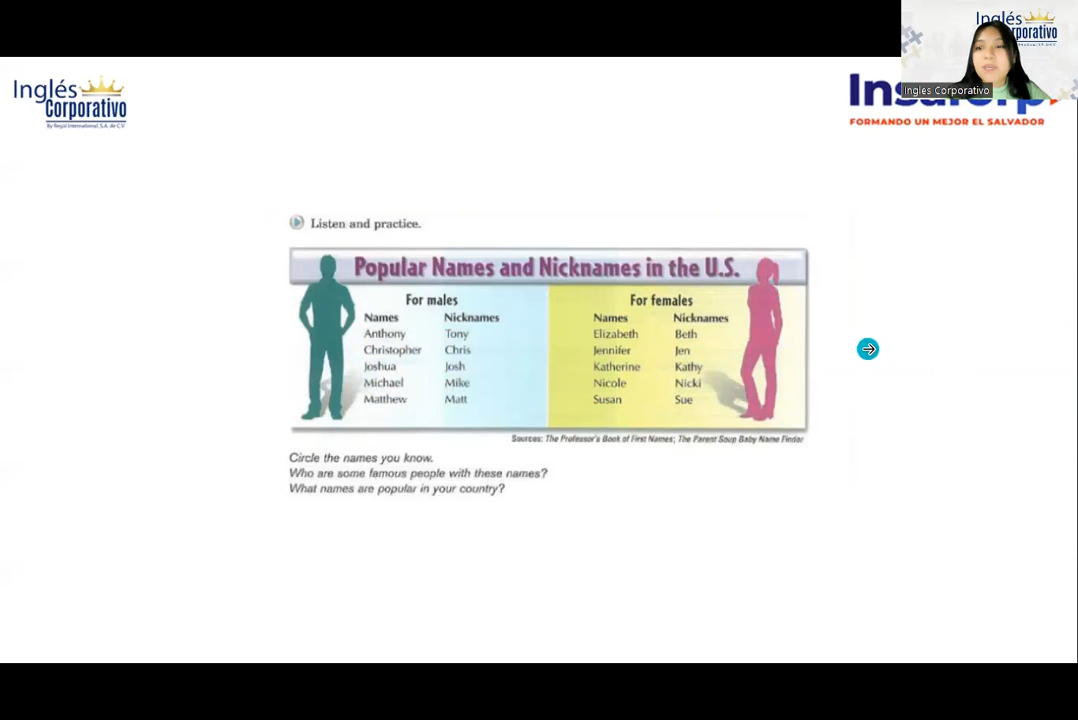 Inglés
Corporativo
By Royal International, S.A. de C.V.
Inglés
Corporativo
Ingles Corporativo
FORMANDO UN MEJOR EL SALVADOR
Listen and practice.
Popular Names and Nicknames in the U.S.
For males For females
Names Nicknames Names Nicknames
Anthony Tony Elizabeth Beth
Christopher Chris Jennifer Jen
Joshua Josh Katherine Kathy
Michael Mike Nicole Nicki
Matthew Matt Susan Sue
Sources: The Professor's Book of First Names; The Parent Soup Baby Name Finder
Circle the names you know.
Who are some famous people with these names?
What names are popular in your country?